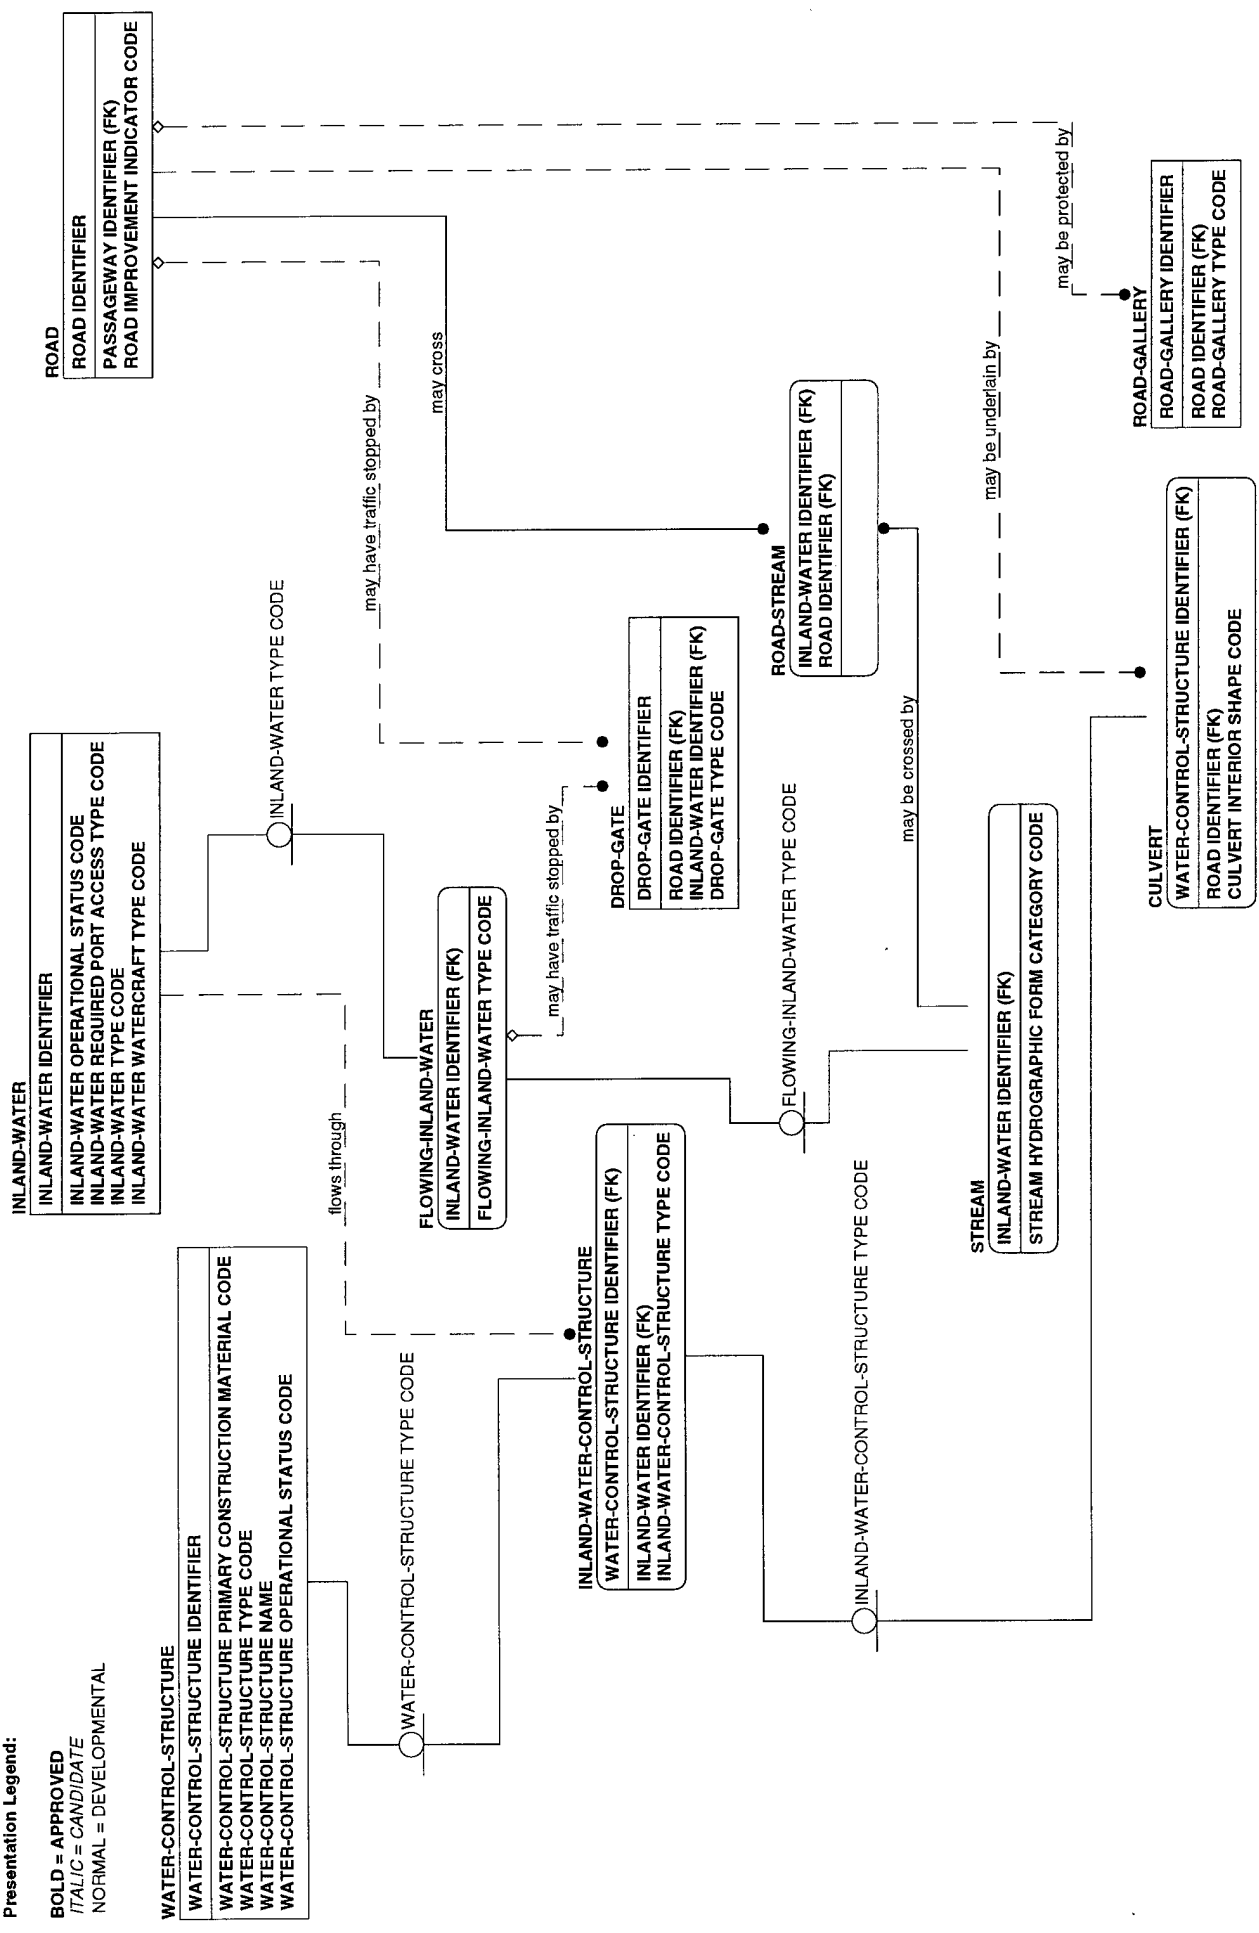 Presentation Legend:
BOLD = APPROVED
ITALIC = CANDIDATE
NORMAL = DEVELOPMENTAL
WATER-CONTROL-STRUCTURE
WATER-CONTROL-STRUCTURE IDENTIFIER
WATER-CONTROL-STRUCTURE PRIMARY CONSTRUCTION MATERIAL CODE
WATER-CONTROL-STRUCTURE TYPE CODE
WATER-CONTROL-STRUCTURE NAME
WATER-CONTROL-STRUCTURE OPERATIONAL STATUS CODE
INLAND-WATER
INLAND-WATER IDENTIFIER
INLAND-WATER OPERATIONAL STATUS CODE
INLAND-WATER REQUIRED PORT ACCESS TYPE CODE
INLAND-WATER TYPE CODE
INLAND-WATER WATERCRAFT TYPE CODE
ROAD
ROAD IDENTIFIER
PASSAGEWAY IDENTIFIER (FK)
ROAD IMPROVEMENT INDICATOR CODE
INLAND-WATER TYPE CODE
flows through
may have traffic stopped by
WATER-CONTROL-STRUCTURE TYPE CODE
FLOWING-INLAND-WATER
INLAND-WATER IDENTIFIER (FK)
FLOWING-INLAND-WATER TYPE CODE
may cross
may have traffic stopped by
INLAND-WATER-CONTROL-STRUCTURE
WATER-CONTROL-STRUCTURE IDENTIFIER (FK)
INLAND-WATER IDENTIFIER (FK)
INLAND-WATER-CONTROL-STRUCTURE TYPE CODE
DROP-GATE
DROP-GATE IDENTIFIER
ROAD IDENTIFIER (FK)
INLAND-WATER IDENTIFIER (FK)
DROP-GATE TYPE CODE
ROAD-STREAM
INLAND-WATER IDENTIFIER (FK)
ROAD IDENTIFIER (FK)
FLOWING-INLAND-WATER TYPE CODE
INLAND-WATER-CONTROL-STRUCTURE TYPE CODE
may be crossed by
STREAM
INLAND-WATER IDENTIFIER (FK)
STREAM HYDROGRAPHIC FORM CATEGORY CODE
may be underlain by
may be protected by
CULVERT
WATER-CONTROL-STRUCTURE IDENTIFIER (FK)
ROAD IDENTIFIER (FK)
CULVERT INTERIOR SHAPE CODE
ROAD-GALLERY
ROAD-GALLERY IDENTIFIER
ROAD IDENTIFIER (FK)
ROAD-GALLERY TYPE CODE